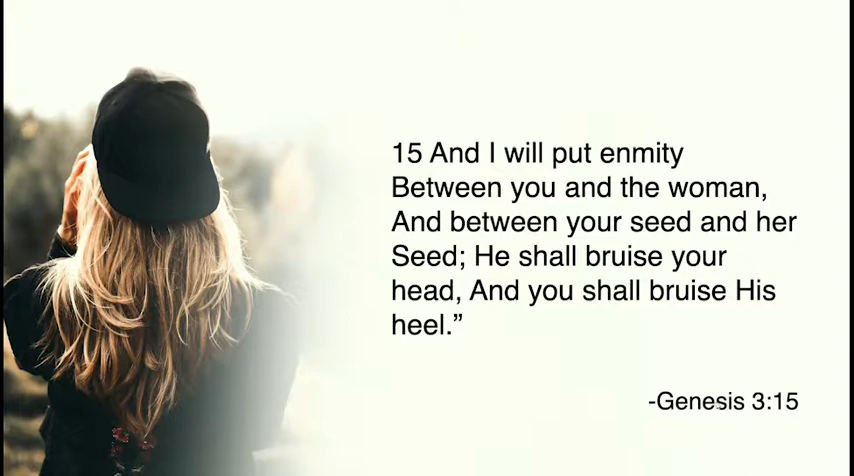 15 And I will put enmity
Between you and the woman,
And between your seed and her
Seed; He shall bruise your
head, And you shall bruise His
heel.”
-Genesis 3:15